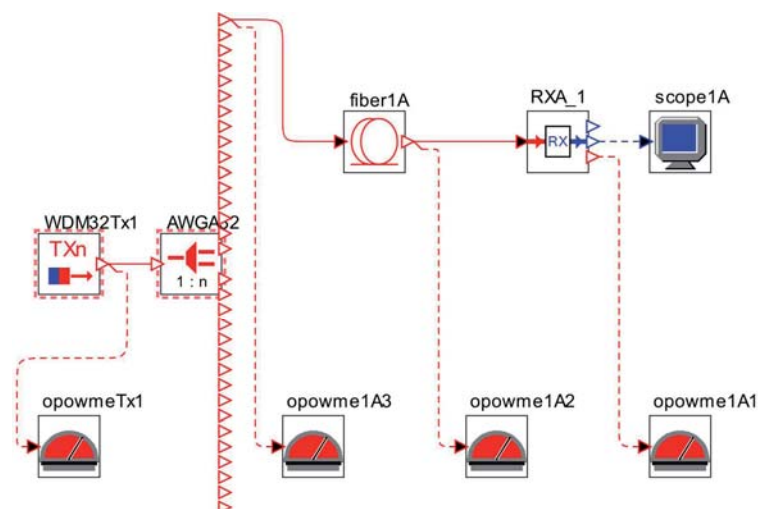 fiber1A
RXA_1
scope1A
RX
WDM32Tx1
TXn
1 : n
opowmeTx1
opowme1A3
opowme1A2
opowme1A1